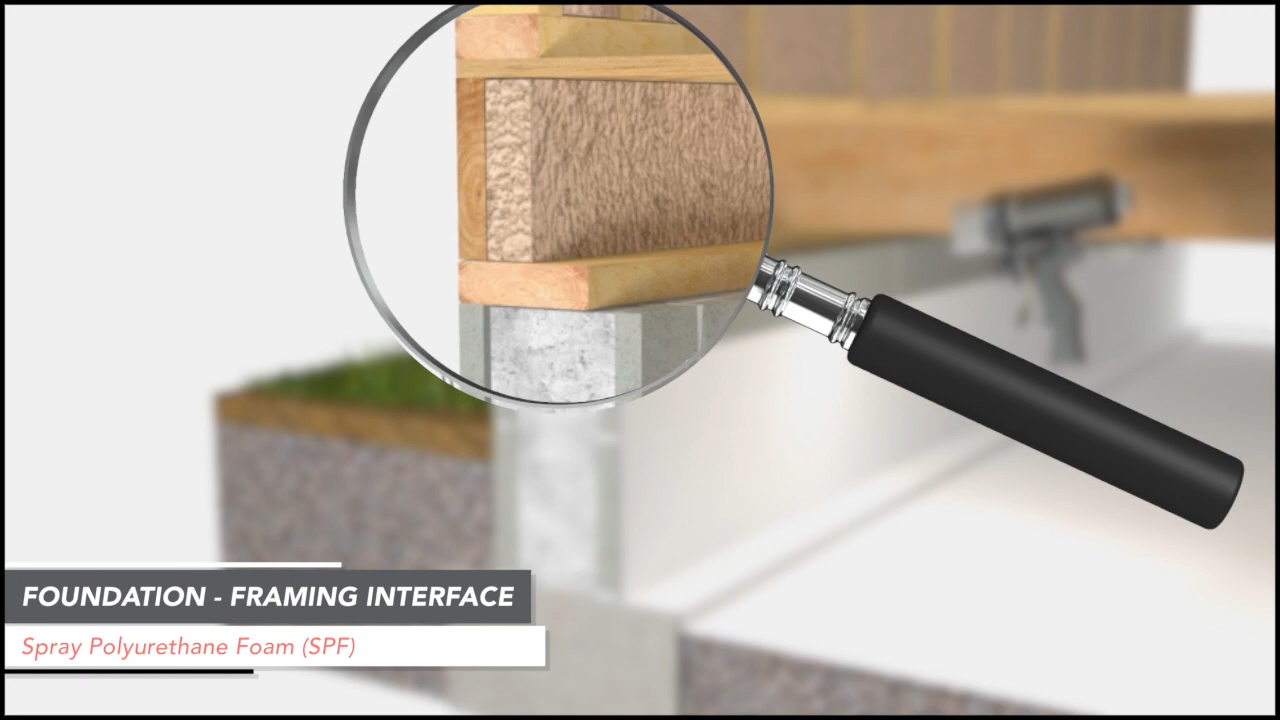 FOUNDATION - FRAMING INTERFACE
Spray Polyurethane Foam (SPF)